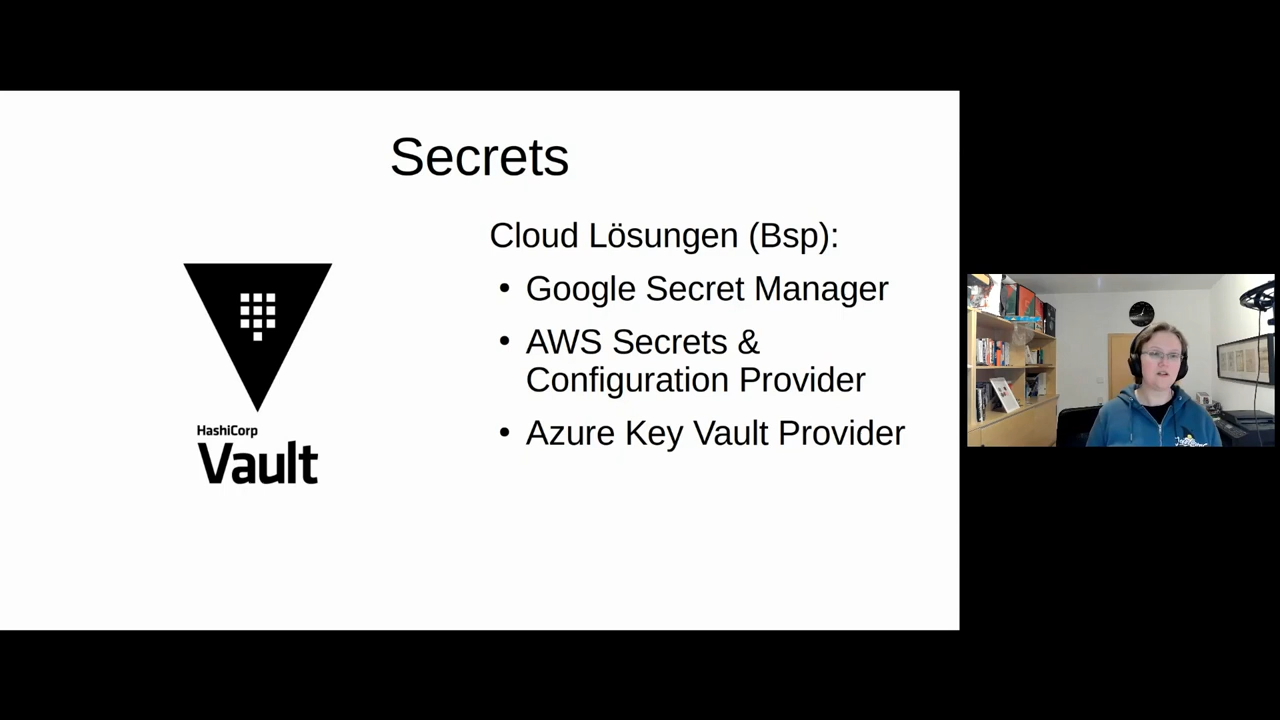 Secrets
Cloud Lösungen (Bsp):
• Google Secret Manager
• AWS Secrets &
Configuration Provider
• Azure Key Vault Provider
HashiCorp
Vault